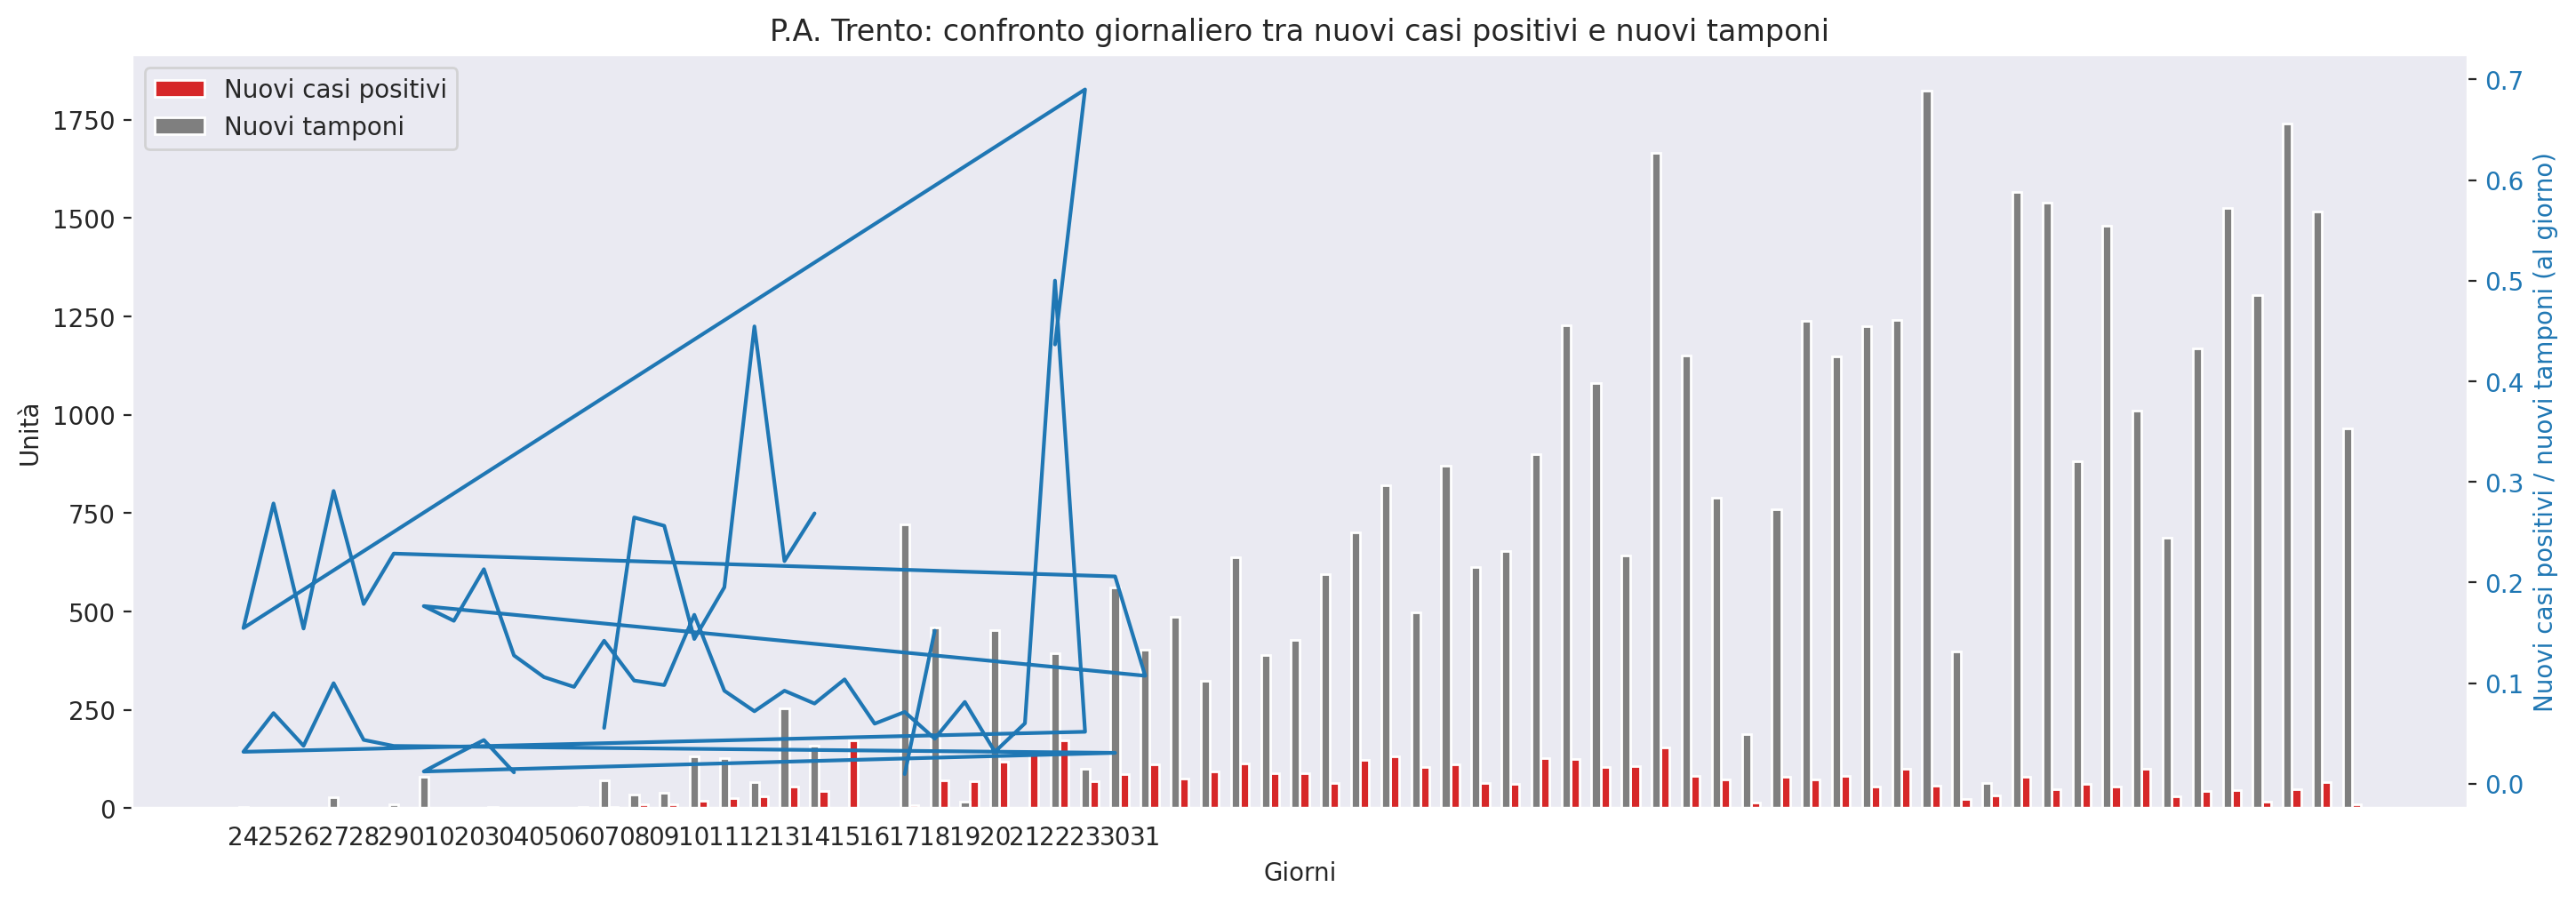 P.A. Trento: confronto giornaliero tra nuovi casi positivi e nuovi tamponi
Nuovi casi positivi
Nuovi tamponi
1750
1500
1250
1000
750
500
250
0
Unità
0.7
0.6
0.5
0.4
0.3
0.2
0.1
0.0
Nuovi casi positivi / nuovi tamponi (al giorno)
24252627282901020304050607080910111213141516171819202122233031
Giorni